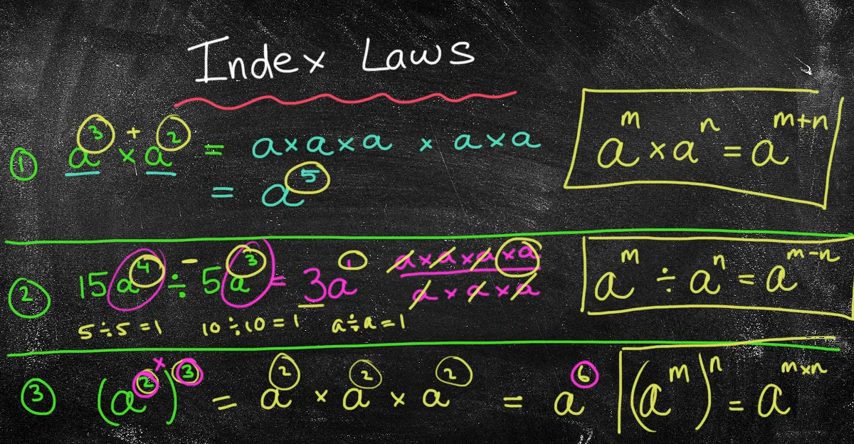 Index Laws
① a³ × a² = a×a×a × a×a
+
= a⁵
aᵐ × aⁿ = aᵐ⁺ⁿ
② 15a⁴ ÷ 5a³ = 3a¹
−
a×a×a×a
a×a×a
5÷5=1 10÷10=1 a÷a=1
aᵐ ÷ aⁿ = aᵐ⁻ⁿ
③ (a²)³ = a² × a² × a² = a⁶
×
(aᵐ)ⁿ = aᵐˣⁿ